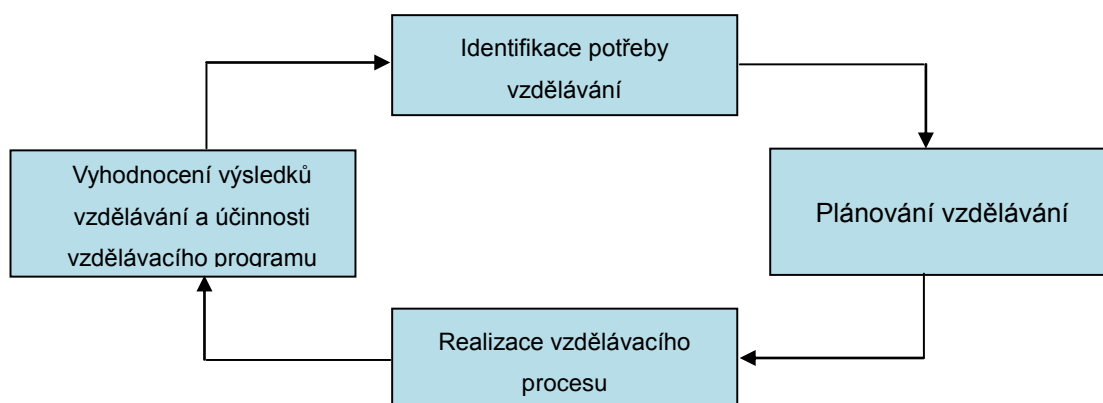 Identifikace potřeby
vzdělávání
Plánování vzdělávání
Realizace vzdělávacího
procesu
Vyhodnocení výsledků
vzdělávání a účinnosti
vzdělávacího programu